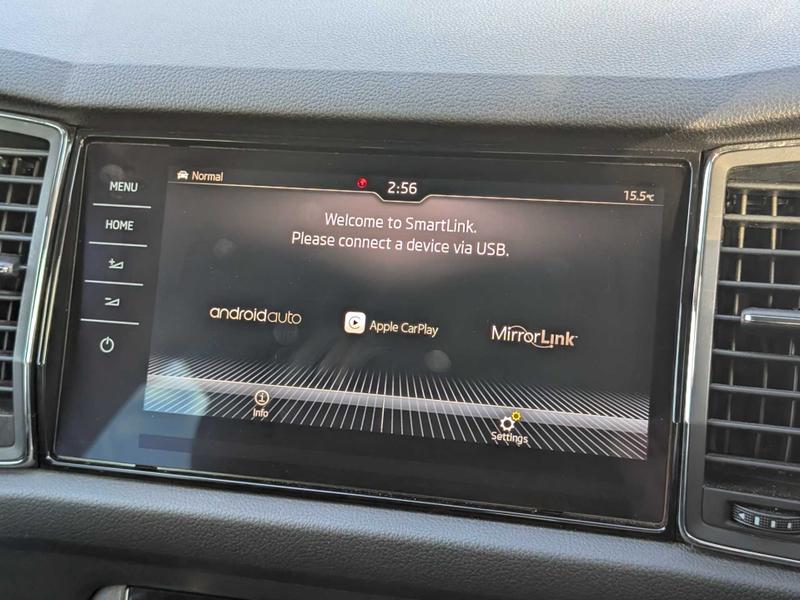 MENU
HOME
Normal
2:56
15.5°C
Welcome to SmartLink.
Please connect a device via USB.
androidauto
Apple CarPlay
MirrorLink™
Info
Settings